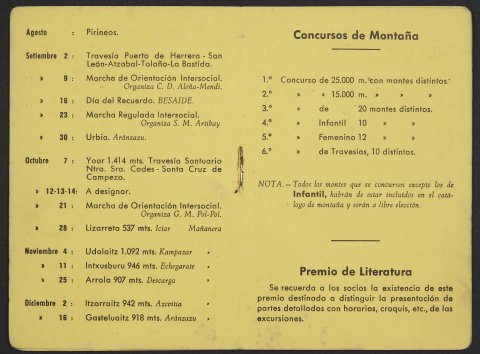 Agosto : Pirineos.
Setiembre 2 : Travesía Puerto de Herrera - San
León-Atzabal-Toloño-La Bastida.
» 9 : Marcha de Orientación Intersocial.
Organiza C. D. Aloña-Mendi.
» 16 : Día del Recuerdo. BESAIDE.
» 23 : Marcha Regulada Intersocial.
Organiza S. M. Artibay
» 30 : Urbia. Aránzazu.
Octubre 7 : Yoar 1.414 mts. Travesía Santuario
Ntra. Sra. Codes - Santa Cruz de
Campezo.
» 12-13-14: A designar.
» 21 : Marcha de Orientación Intersocial.
Organiza G. M. Pol-Pol.
» 28 : Lizarreta 537 mts. Iciar Mañanera
Noviembre 4 : Udalaitz 1.092 mts. Kampazar »
» 11 : Intxusburu 946 mts. Echegarate »
» 25 : Arrola 907 mts. Descarga »
Diciembre 2 : Itzarraitz 942 mts. Azcoitia »
» 16 : Gasteluaitz 918 mts. Aránzazu »
Concursos de Montaña
1.º Concurso de 25.000 m. con montes distintos.
2.º » » 15.000 m. » » »
3.º » de 20 montes distintos.
4.º » Infantil 10 » »
5.º » Femenino 12 » »
6.º » de Travesías, 10 distintos.
NOTA. — Todos los montes que se concursen excepto los de
Infantil, habrán de estar incluidos en el catá-
logo de montaña y serán a libre elección.
Premio de Literatura
Se recuerda a los socios la existencia de este
premio destinado a distinguir la presentación de
partes detallados con horarios, croquis, etc., de las
excursiones.